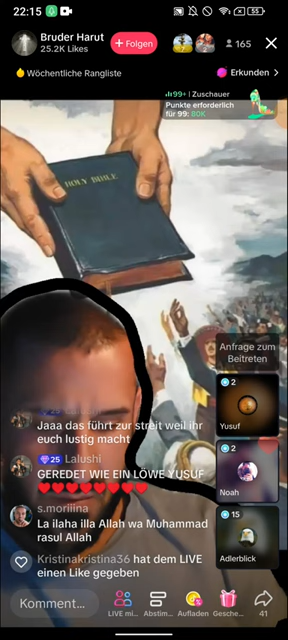 22:15
55
Bruder Harut
25.2K Likes
+ Folgen
165
Wöchentliche Rangliste
Erkunden >
99+ | Zuschauer
Punkte erforderlich
für 99: 80K
HOLY BIBLE
Anfrage zum
Beitreten
2
Yusuf
2
Noah
15
Adlerblick
25
Jaaa das führt zur streit weil ihr
euch lustig macht
25 Lalushi
GEREDET WIE EIN LÖWE YUSUF
❤️❤️❤️❤️❤️❤️❤️❤️
s.moriiina
La ilaha illa Allah wa Muhammad
rasul Allah
Kristinakristina36 hat dem LIVE
einen Like gegeben
Komment...
LIVE mi...
Abstim...
Aufladen
Gesche...
41